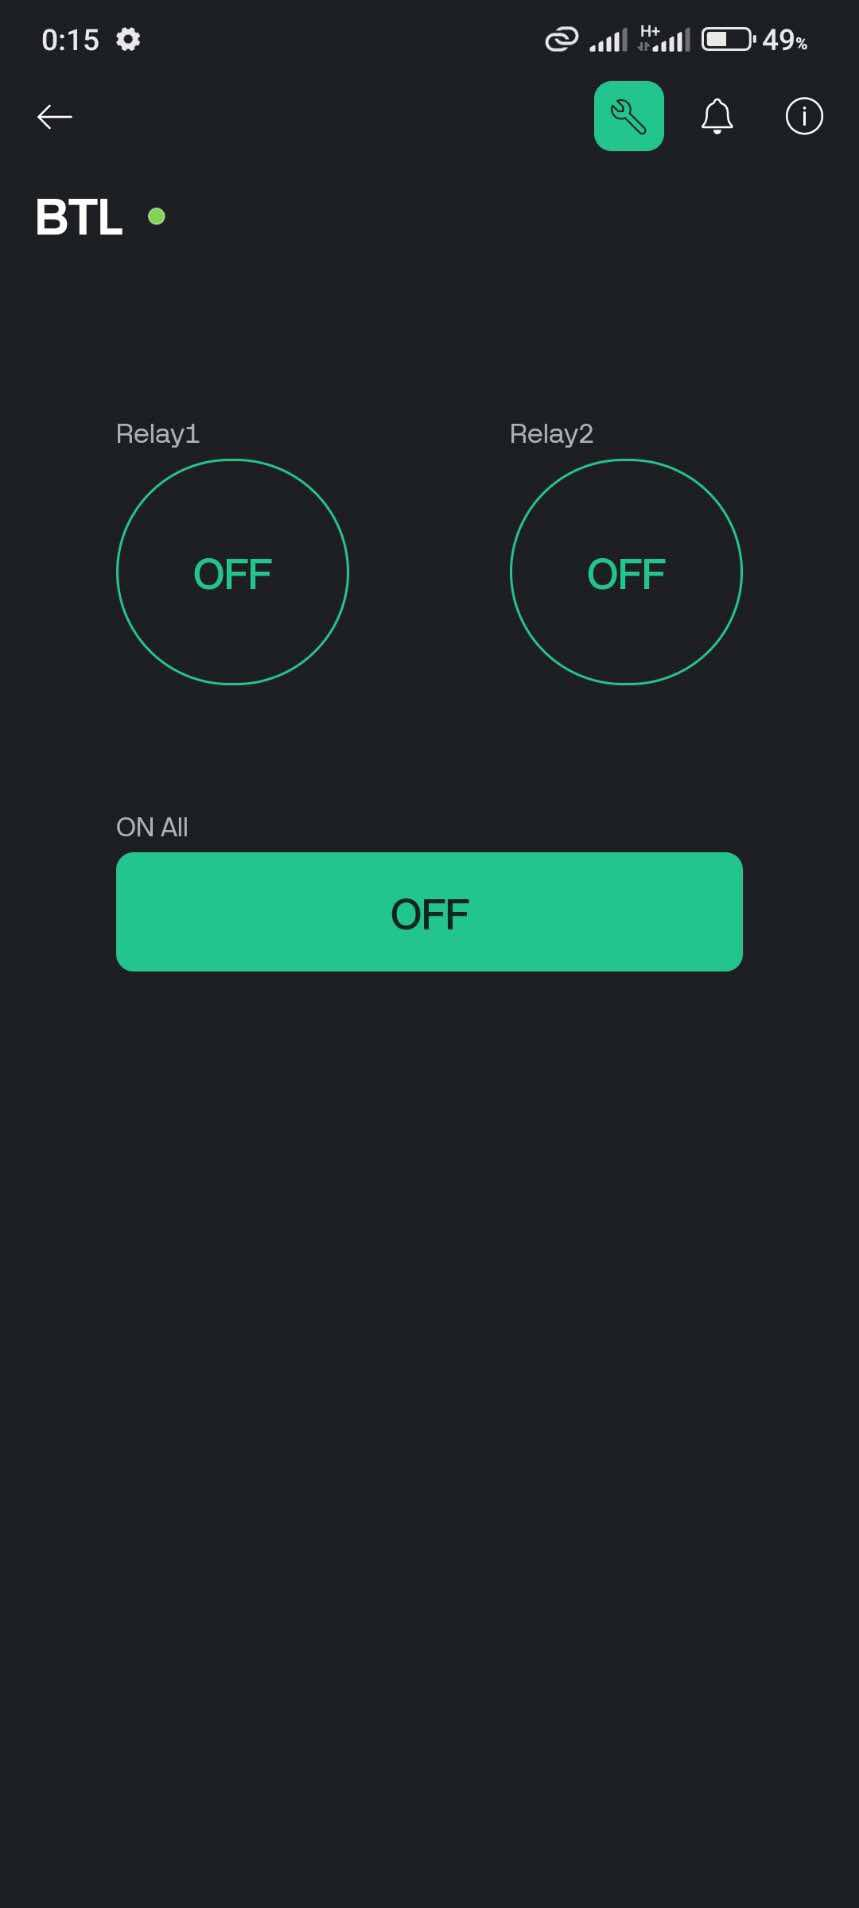 0:15 H+ 49%
BTL
Relay1 Relay2
OFF OFF
ON All
OFF